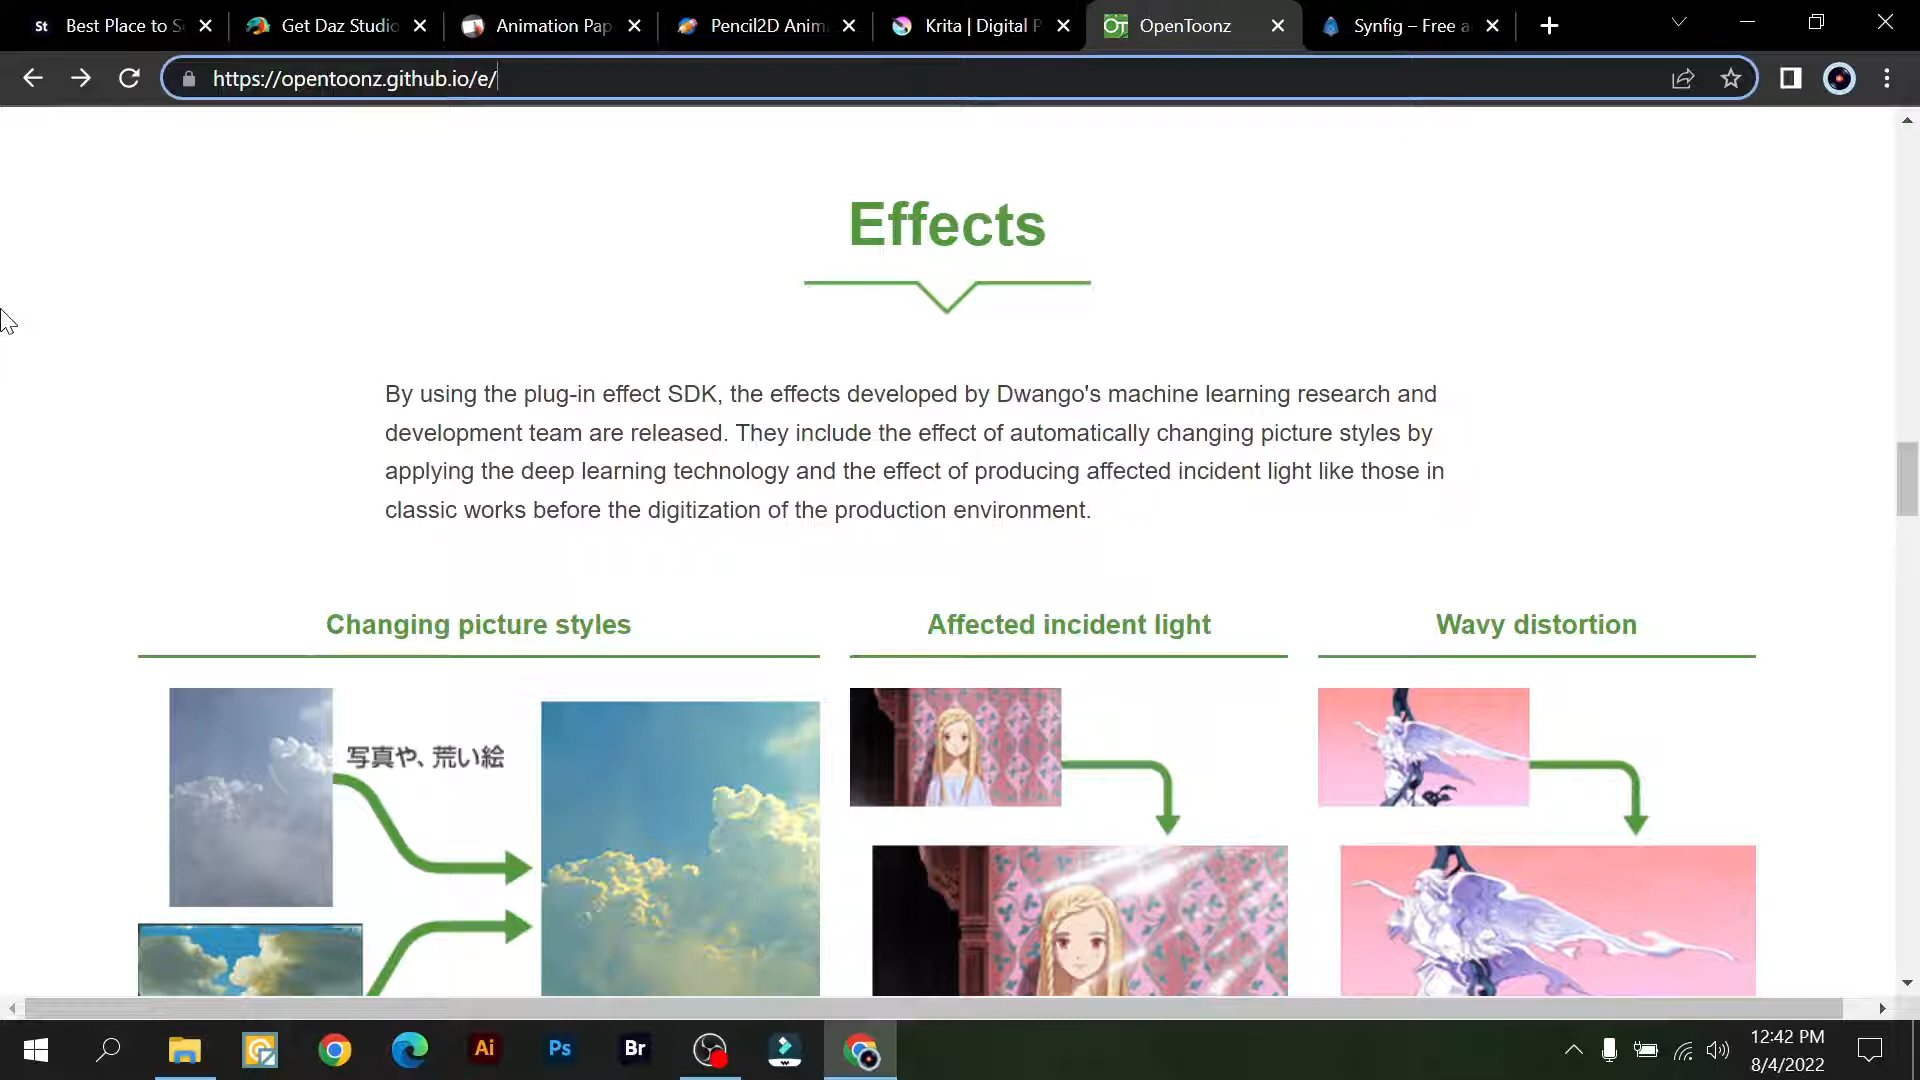 St Best Place to S
Get Daz Studio
Animation Pap
Pencil2D Anim
Krita | Digital P
OpenToonz
Synfig – Free a
https://opentoonz.github.io/e/
Effects
By using the plug-in effect SDK, the effects developed by Dwango's machine learning research and
development team are released. They include the effect of automatically changing picture styles by
applying the deep learning technology and the effect of producing affected incident light like those in
classic works before the digitization of the production environment.
Changing picture styles
Affected incident light
Wavy distortion
写真や、荒い絵
Ai
Ps
Br
12:42 PM
8/4/2022